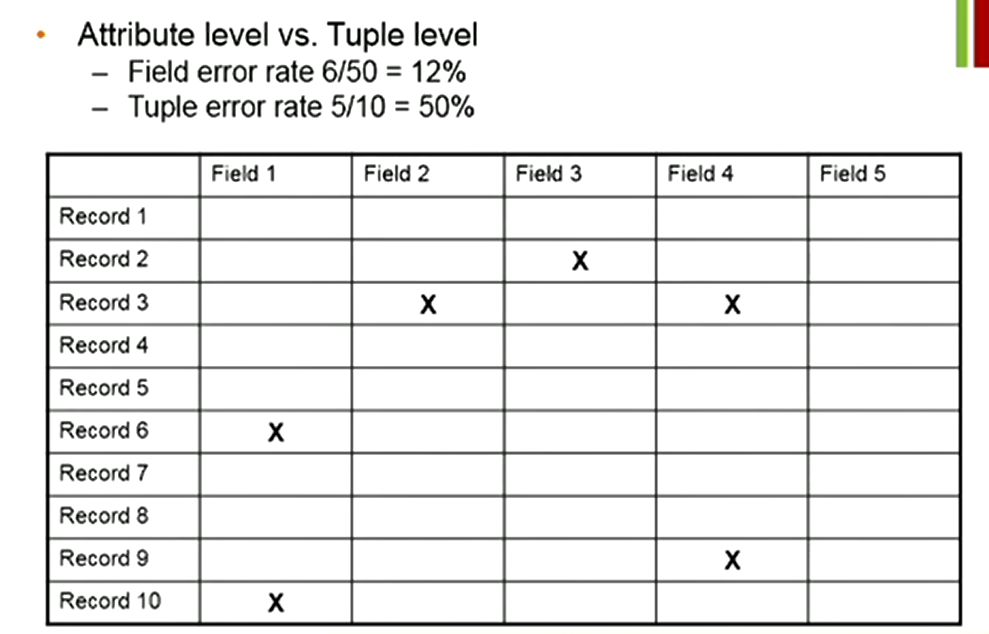 • Attribute level vs. Tuple level
– Field error rate 6/50 = 12%
– Tuple error rate 5/10 = 50%
Field 1 Field 2 Field 3 Field 4 Field 5
Record 1
Record 2 X
Record 3 X X
Record 4
Record 5
Record 6 X
Record 7
Record 8
Record 9 X
Record 10 X